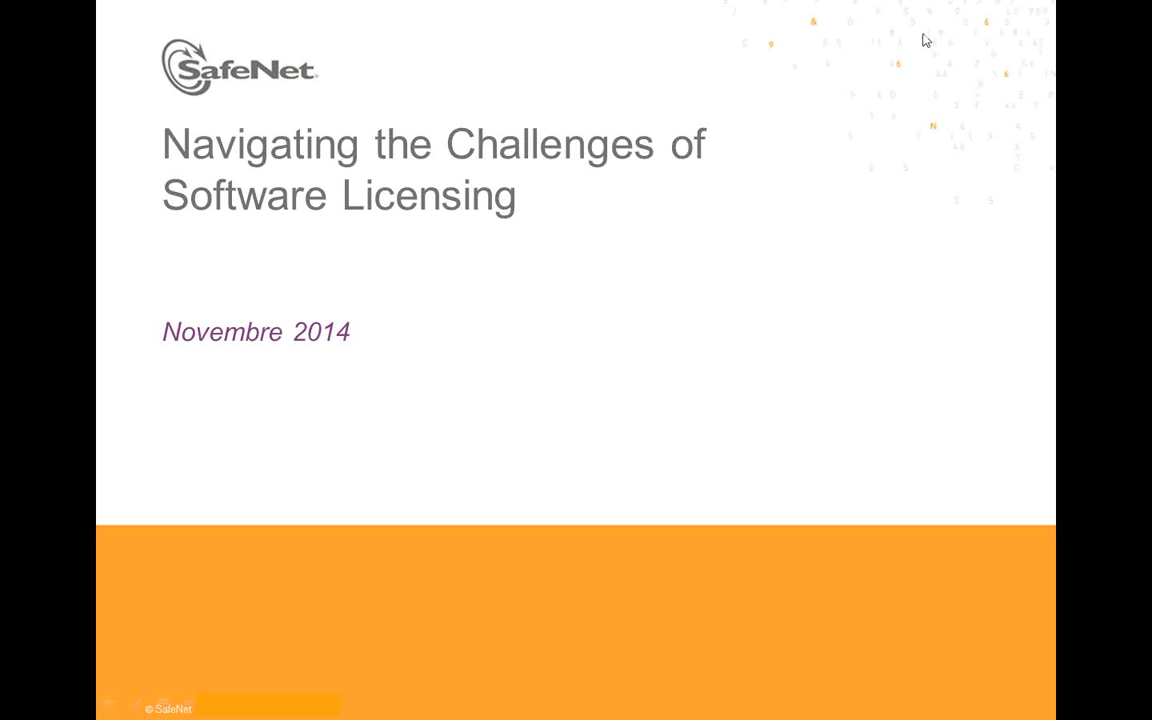 SafeNet.
Navigating the Challenges of
Software Licensing
Novembre 2014
© SafeNet